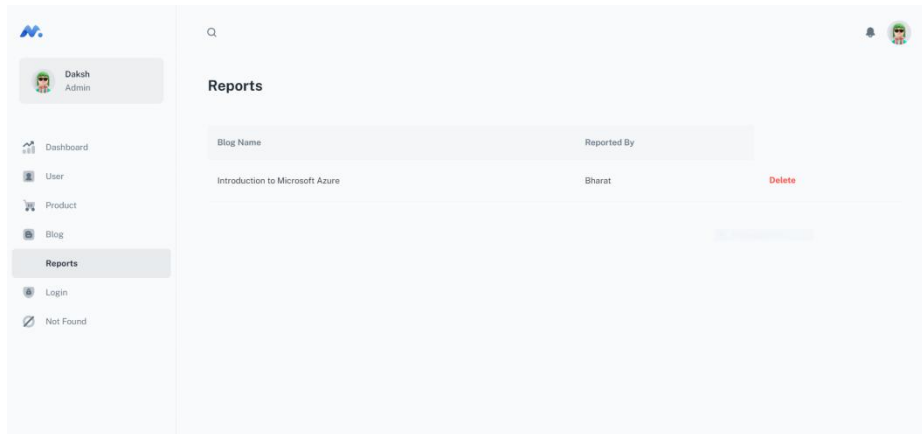 Daksh
Admin
Dashboard
User
Product
Blog
Reports
Login
Not Found
Reports
Blog Name Reported By
Introduction to Microsoft Azure Bharat Delete